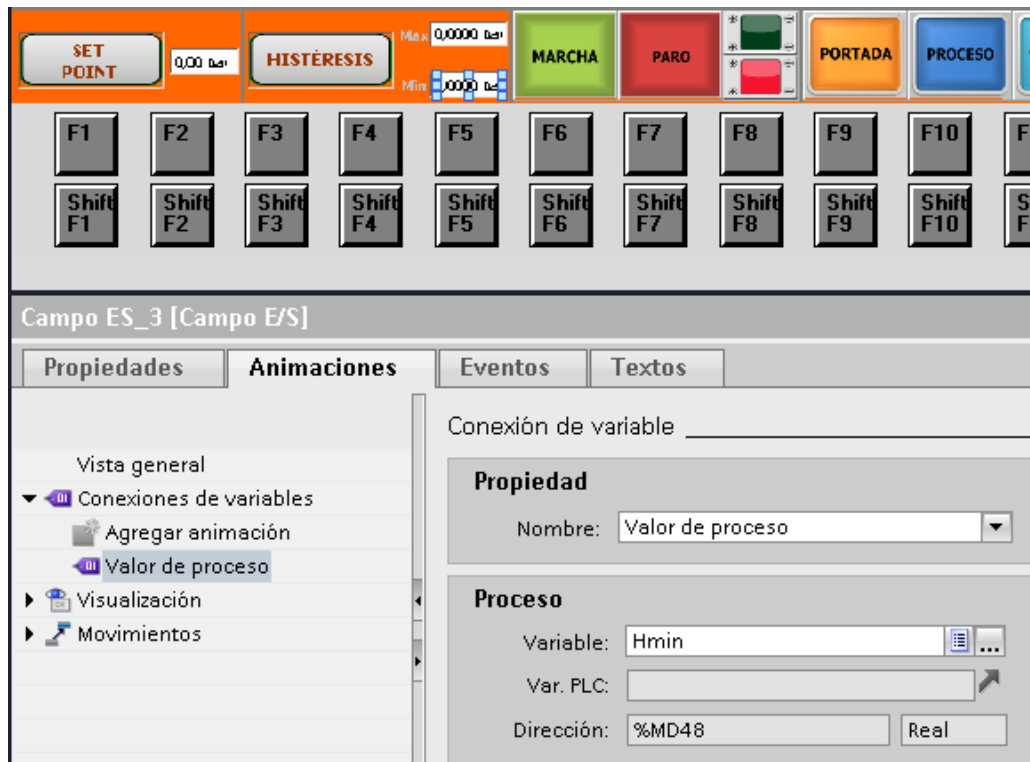 SET POINT
0,00 bar
HISTÉRESIS
Máx 0,0000 bar
Min ,0000 bar
MARCHA
PARO
PORTADA
PROCESO
F1 F2 F3 F4 F5 F6 F7 F8 F9 F10
Shift F1 Shift F2 Shift F3 Shift F4 Shift F5 Shift F6 Shift F7 Shift F8 Shift F9 Shift F10
Campo ES_3 [Campo E/S]
Propiedades Animaciones Eventos Textos
Conexión de variable
Vista general
Conexiones de variables
Agregar animación
Valor de proceso
Visualización
Movimientos
Propiedad
Nombre: Valor de proceso
Proceso
Variable: Hmin
Var. PLC:
Dirección: %MD48 Real